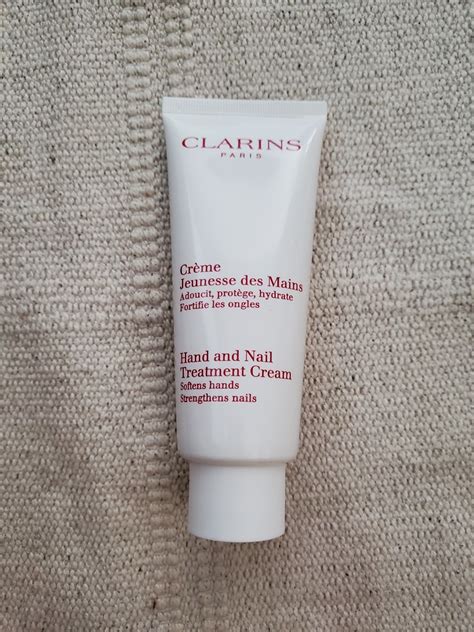 CLARINS
PARIS
Crème
Jeunesse des Mains
Adoucit, protège, hydrate
Fortifie les ongles
Hand and Nail
Treatment Cream
Softens hands
Strengthens nails